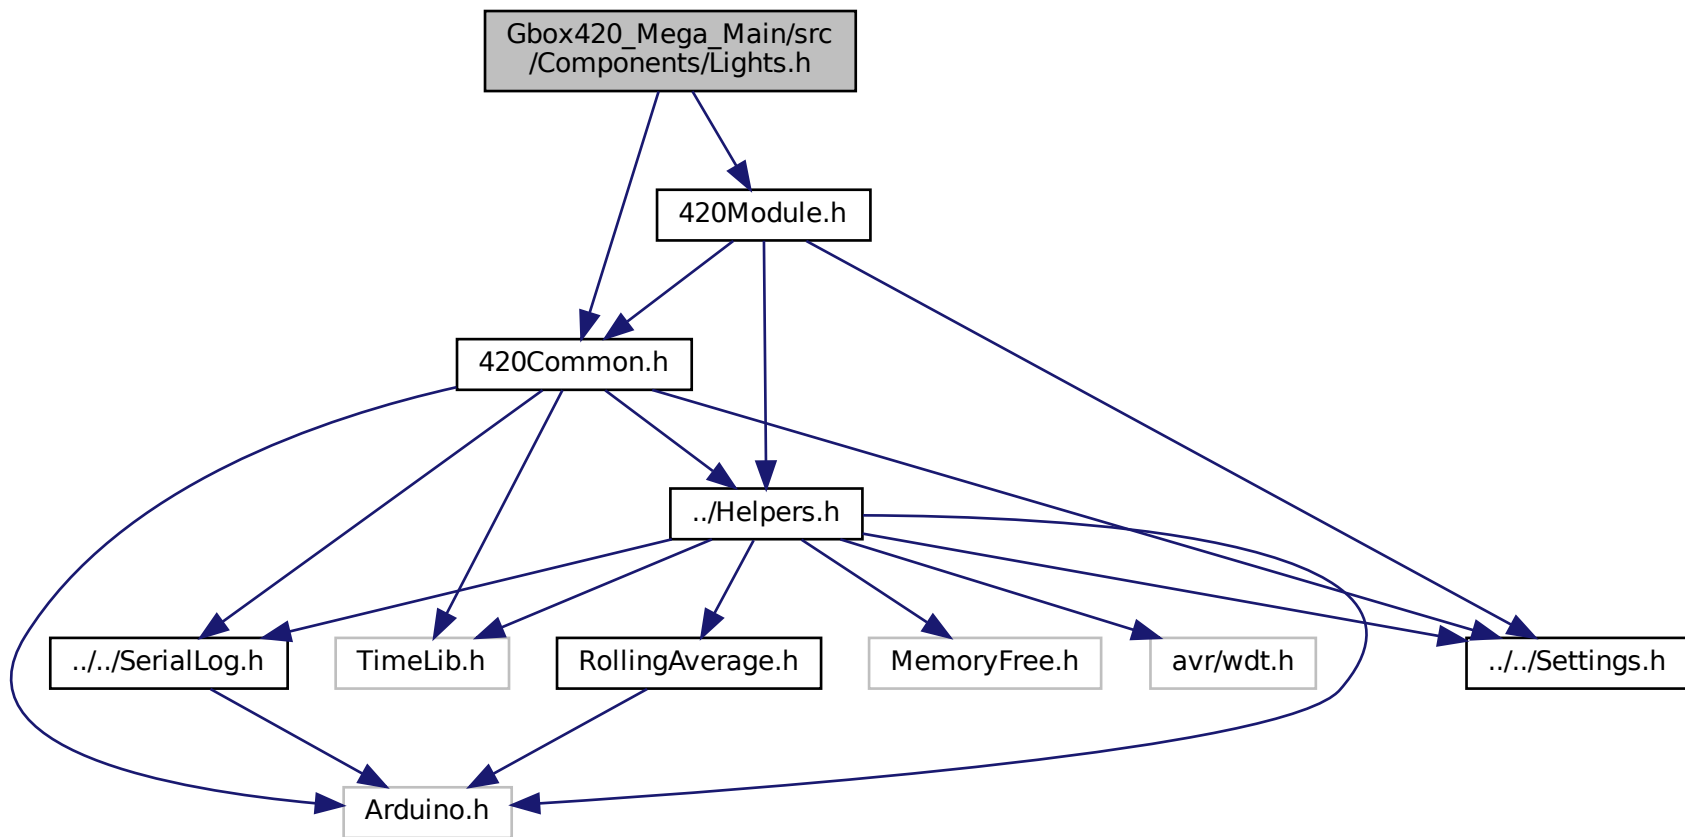 Gbox420_Mega_Main/src
/Components/Lights.h
420Module.h
420Common.h
../Helpers.h
../../SerialLog.h
TimeLib.h
RollingAverage.h
MemoryFree.h
avr/wdt.h
../../Settings.h
Arduino.h